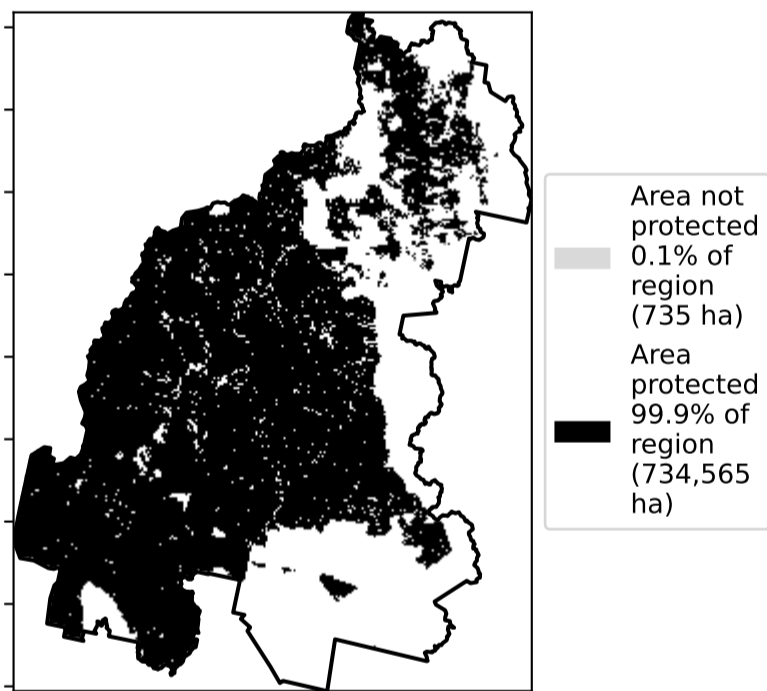 Area not
protected
0.1% of
region
(735 ha)
Area
protected
99.9% of
region
(734,565
ha)